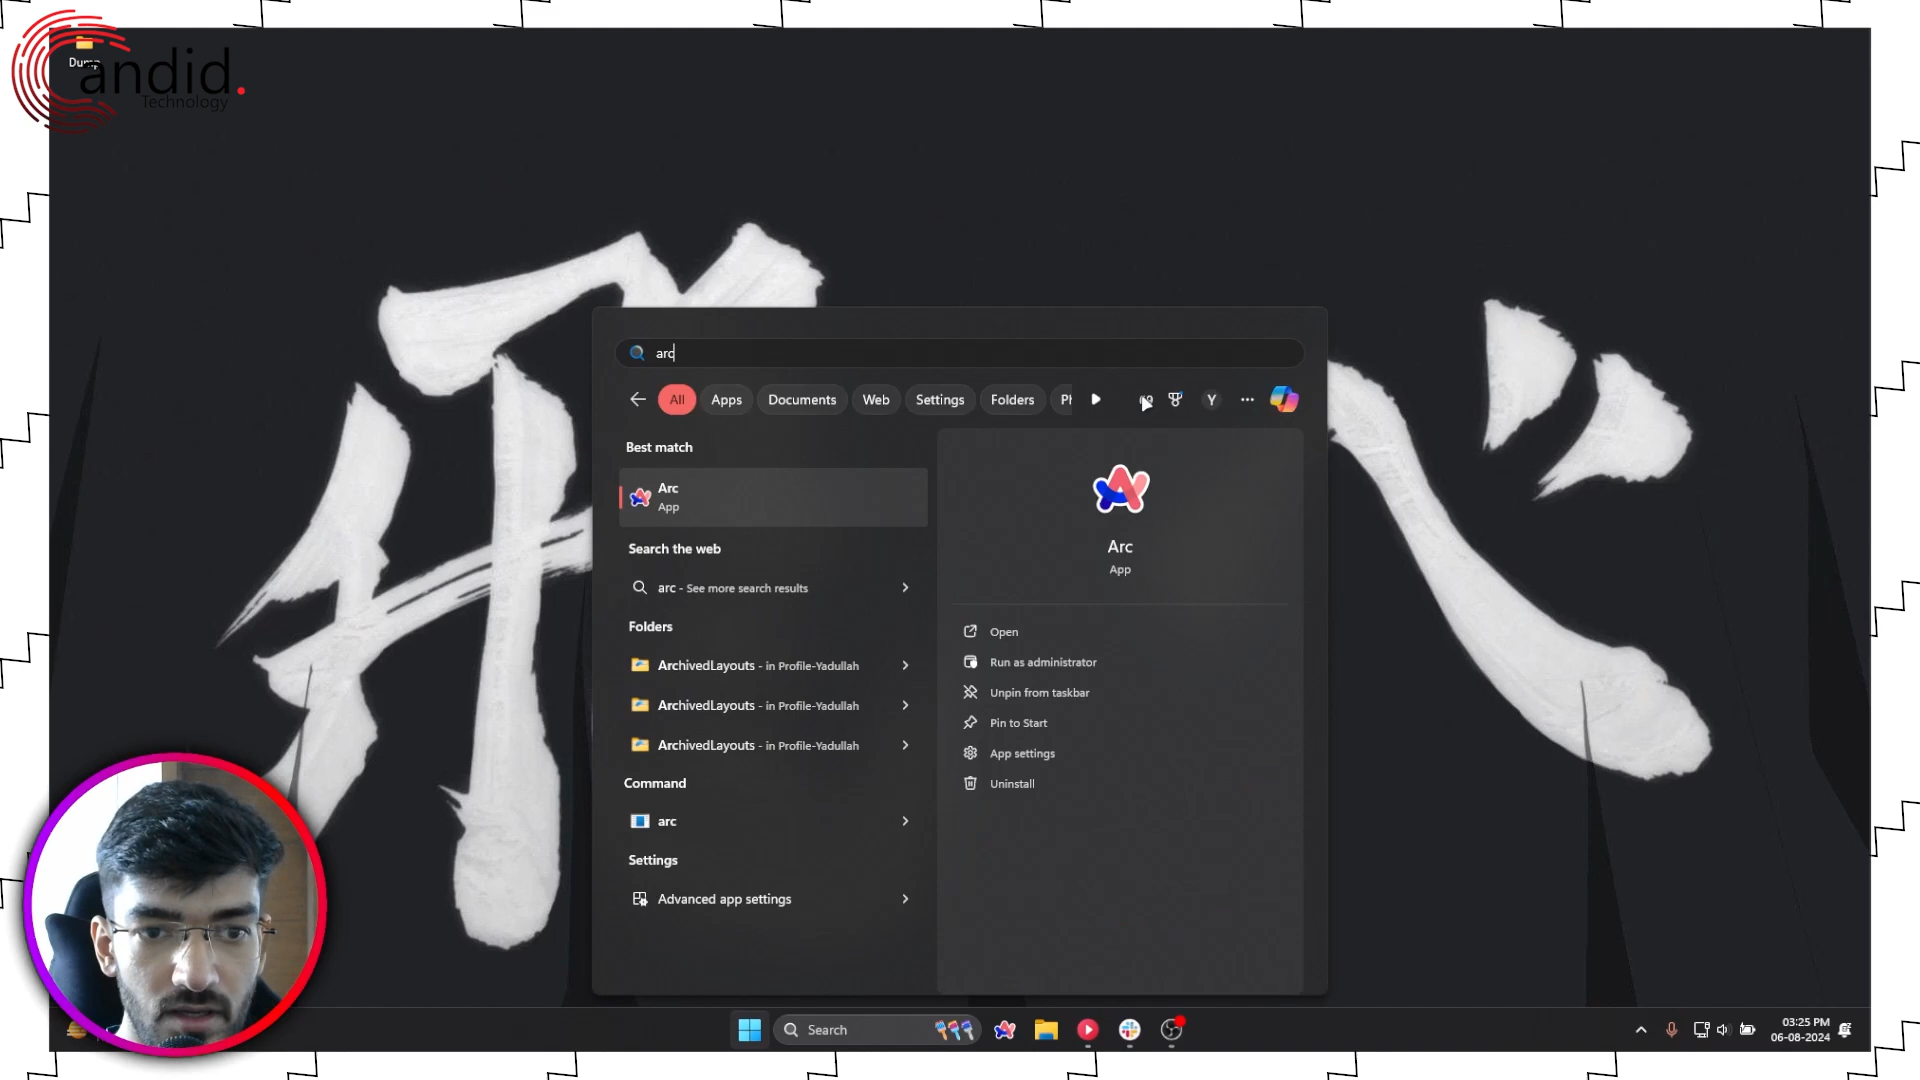 Dump
Candid.
Technology
arc
All
Apps
Documents
Web
Settings
Folders
Y
Best match
Arc
App
Search the web
arc - See more search results
Folders
ArchivedLayouts - in Profile-Yadullah
ArchivedLayouts - in Profile-Yadullah
ArchivedLayouts - in Profile-Yadullah
Command
arc
Settings
Advanced app settings
Arc
App
Open
Run as administrator
Unpin from taskbar
Pin to Start
App settings
Uninstall
Search
03:25 PM
06-08-2024